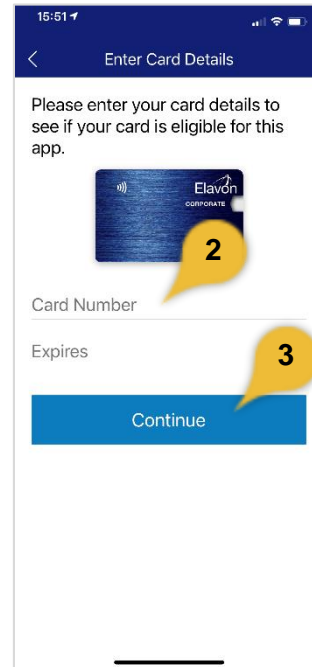 15:51
Enter Card Details
Please enter your card details to
see if your card is eligible for this
app.
Elavon
CORPORATE
2
Card Number
Expires
3
Continue